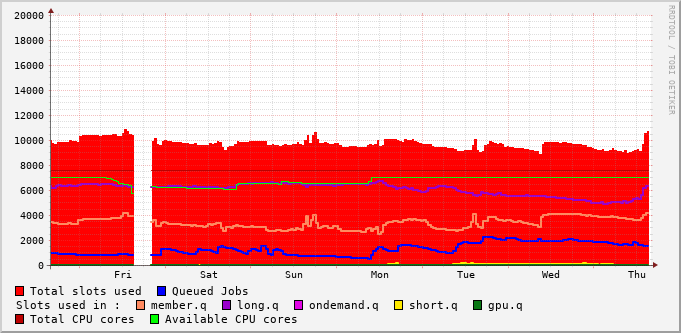 RRDTOOL / TOBI OETIKER
20000
18000
16000
14000
12000
10000
8000
6000
4000
2000
0
Fri Sat Sun Mon Tue Wed Thu
Total slots used Queued Jobs
Slots used in : member.q long.q ondemand.q short.q gpu.q
Total CPU cores Available CPU cores